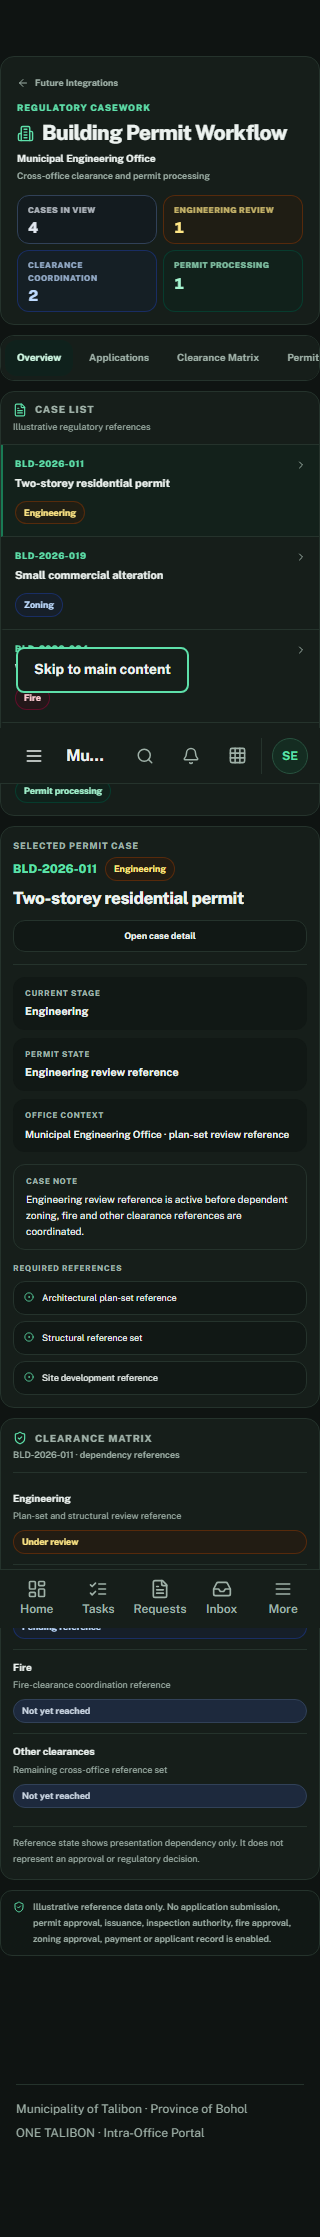 Future Integrations
REGULATORY CASEWORK
Building Permit Workflow
Municipal Engineering Office
Cross-office clearance and permit processing
CASES IN VIEW
4
ENGINEERING REVIEW
1
CLEARANCE
COORDINATION
2
PERMIT PROCESSING
1
Overview
Applications
Clearance Matrix
Permit
CASE LIST
Illustrative regulatory references
BLD-2026-011
Two-storey residential permit
Engineering
BLD-2026-019
Small commercial alteration
Zoning
Skip to main content
Fire
Mu...
SE
Permit processing
SELECTED PERMIT CASE
BLD-2026-011
Engineering
Two-storey residential permit
Open case detail
CURRENT STAGE
Engineering
PERMIT STATE
Engineering review reference
OFFICE CONTEXT
Municipal Engineering Office · plan-set review reference
CASE NOTE
Engineering review reference is active before dependent
zoning, fire and other clearance references are
coordinated.
REQUIRED REFERENCES
Architectural plan-set reference
Structural reference set
Site development reference
CLEARANCE MATRIX
BLD-2026-011 · dependency references
Engineering
Plan-set and structural review reference
Under review
Home
Tasks
Requests
Inbox
More
Pending reference
Fire
Fire-clearance coordination reference
Not yet reached
Other clearances
Remaining cross-office reference set
Not yet reached
Reference state shows presentation dependency only. It does not
represent an approval or regulatory decision.
Illustrative reference data only. No application submission,
permit approval, issuance, inspection authority, fire approval,
zoning approval, payment or applicant record is enabled.
Municipality of Talibon · Province of Bohol
ONE TALIBON · Intra-Office Portal